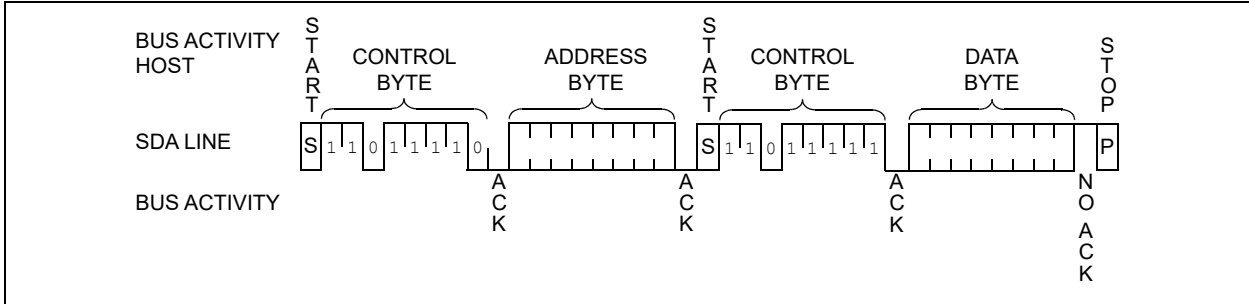 BUS ACTIVITY
HOST
START
CONTROL
BYTE
ADDRESS
BYTE
START
CONTROL
BYTE
DATA
BYTE
STOP
SDA LINE
S 1 1 0 1 1 1 1 0
S 1 1 0 1 1 1 1 1
P
BUS ACTIVITY
ACK
ACK
ACK
NO ACK